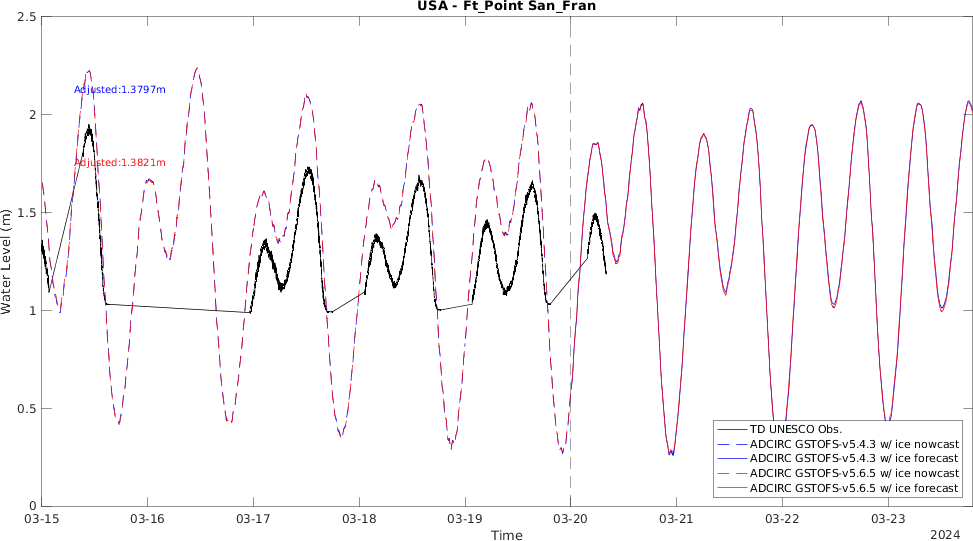 USA - Ft_Point San_Fran
2.5
2
1.5
1
0.5
0
Water Level (m)
Adjusted:1.3797m
Adjusted:1.3821m
TD UNESCO Obs.
ADCIRC GSTOFS-v5.4.3 w/ ice nowcast
ADCIRC GSTOFS-v5.4.3 w/ ice forecast
ADCIRC GSTOFS-v5.6.5 w/ ice nowcast
ADCIRC GSTOFS-v5.6.5 w/ ice forecast
03-15 03-16 03-17 03-18 03-19 03-20 03-21 03-22 03-23
Time
2024